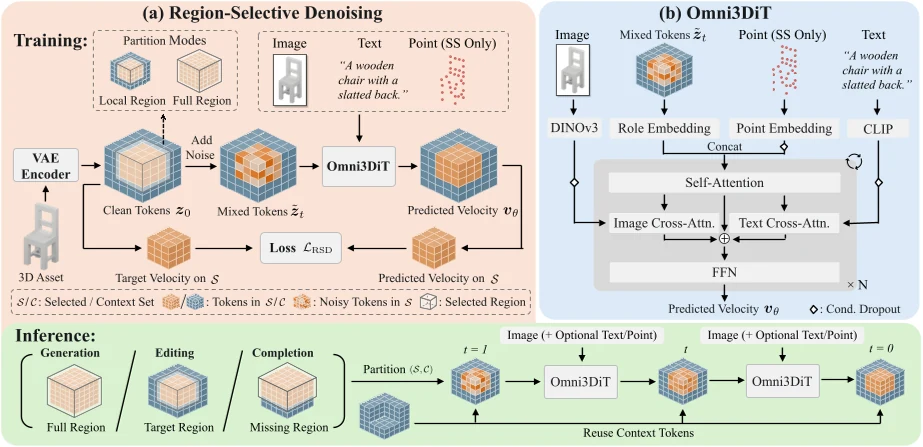 (a) Region-Selective Denoising
Training:
Partition Modes
Local Region
Full Region
Image
Text
Point (SS Only)
“A wooden
chair with a
slatted back.”
VAE
Encoder
Add
Noise
Omni3DiT
Clean Tokens z₀
Mixed Tokens z̃ₜ
Predicted Velocity vθ
3D Asset
Target Velocity on 𝒮
Loss ℒRSD
Predicted Velocity on 𝒮
𝒮/𝒞: Selected / Context Set
/ : Tokens in 𝒮/𝒞
: Noisy Tokens in 𝒮
: Selected Region
(b) Omni3DiT
Image
Mixed Tokens z̃ₜ
Point (SS Only)
Text
“A wooden
chair with a
slatted back.”
DINOv3
Role Embedding
Point Embedding
CLIP
Concat
Self-Attention
Image Cross-Attn.
Text Cross-Attn.
FFN
× N
Predicted Velocity vθ
: Cond. Dropout
Inference:
Generation
Editing
Completion
Full Region
Target Region
Missing Region
Partition (𝒮, 𝒞)
t = 1
Image (+ Optional Text/Point)
Omni3DiT
t
Image (+ Optional Text/Point)
Omni3DiT
t = 0
Reuse Context Tokens